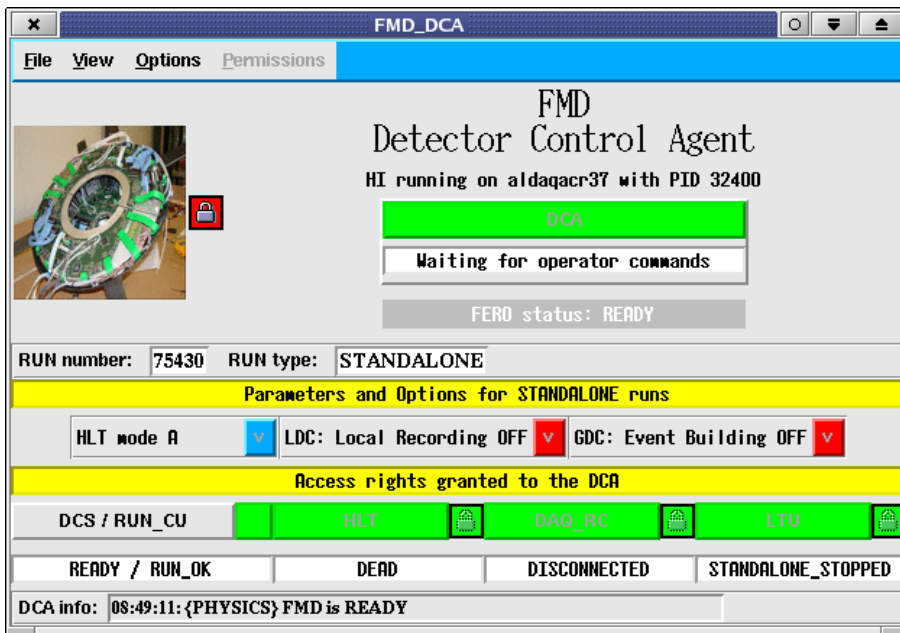 FMD_DCA
File View Options Permissions
FMD
Detector Control Agent
HI running on aldaqacr37 with PID 32400
DCA
Waiting for operator commands
FERO status: READY
RUN number: 75430 RUN type: STANDALONE
Parameters and Options for STANDALONE runs
HLT mode A v LDC: Local Recording OFF v GDC: Event Building OFF v
Access rights granted to the DCA
DCS / RUN_CU HLT DAQ_RC LTU
READY / RUN_OK DEAD DISCONNECTED STANDALONE_STOPPED
DCA info: 08:49:11: {PHYSICS} FMD is READY